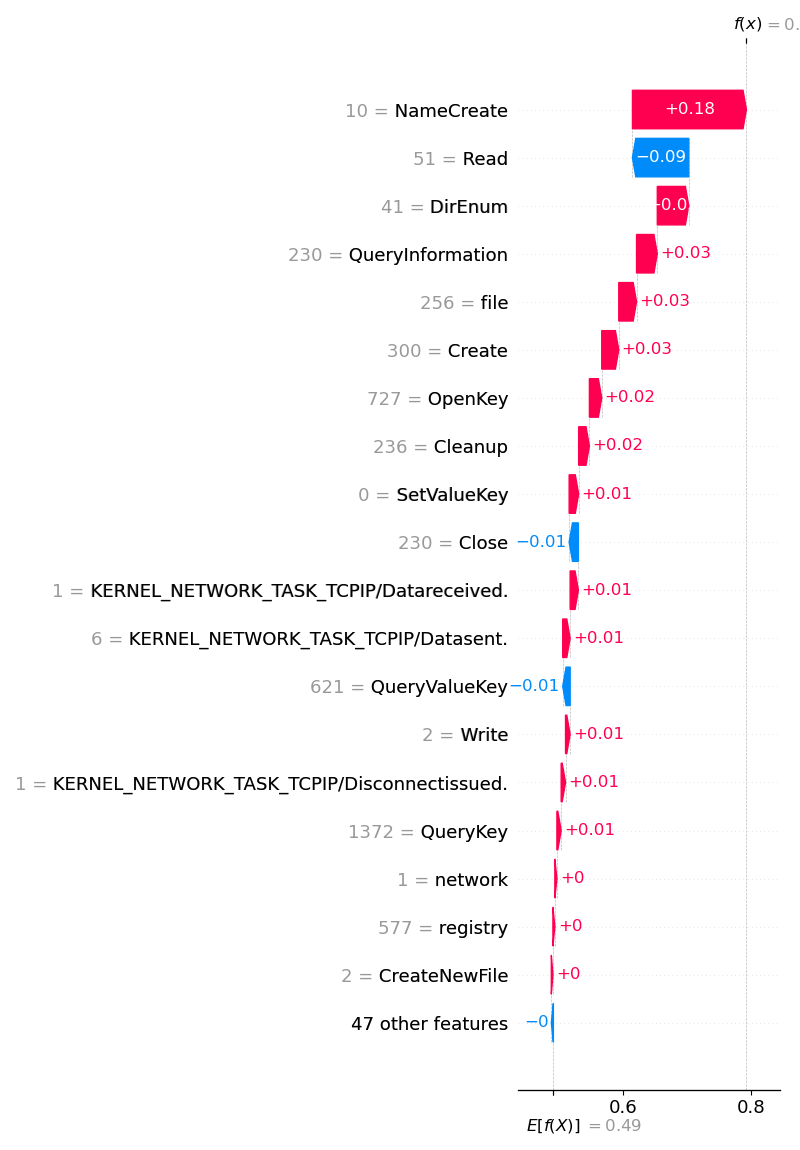 f(x) = 0.
10 = NameCreate +0.18
51 = Read −0.09
41 = DirEnum
230 = QueryInformation +0.03
256 = file +0.03
300 = Create +0.03
727 = OpenKey +0.02
236 = Cleanup +0.02
0 = SetValueKey +0.01
230 = Close −0.01
1 = KERNEL_NETWORK_TASK_TCPIP/Datareceived. +0.01
6 = KERNEL_NETWORK_TASK_TCPIP/Datasent. +0.01
621 = QueryValueKey −0.01
2 = Write +0.01
1 = KERNEL_NETWORK_TASK_TCPIP/Disconnectissued. +0.01
1372 = QueryKey +0.01
1 = network +0
577 = registry +0
2 = CreateNewFile +0
47 other features −0
0.6 0.8
E[f(X)] = 0.49